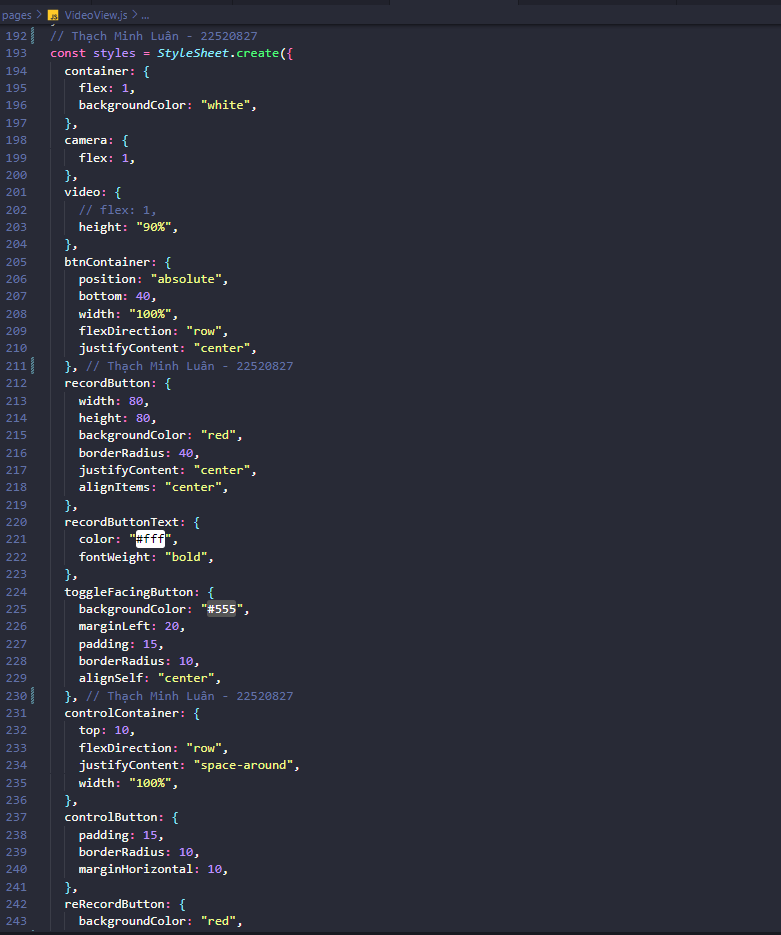 pages > JS VideoView.js > ...
192 // Thạch Minh Luân - 22520827
193 const styles = StyleSheet.create({
194 container: {
195 flex: 1,
196 backgroundColor: "white",
197 },
198 camera: {
199 flex: 1,
200 },
201 video: {
202 // flex: 1,
203 height: "90%",
204 },
205 btnContainer: {
206 position: "absolute",
207 bottom: 40,
208 width: "100%",
209 flexDirection: "row",
210 justifyContent: "center",
211 }, // Thạch Minh Luân - 22520827
212 recordButton: {
213 width: 80,
214 height: 80,
215 backgroundColor: "red",
216 borderRadius: 40,
217 justifyContent: "center",
218 alignItems: "center",
219 },
220 recordButtonText: {
221 color: "#fff",
222 fontWeight: "bold",
223 },
224 toggleFacingButton: {
225 backgroundColor: "#555",
226 marginLeft: 20,
227 padding: 15,
228 borderRadius: 10,
229 alignSelf: "center",
230 }, // Thạch Minh Luân - 22520827
231 controlContainer: {
232 top: 10,
233 flexDirection: "row",
234 justifyContent: "space-around",
235 width: "100%",
236 },
237 controlButton: {
238 padding: 15,
239 borderRadius: 10,
240 marginHorizontal: 10,
241 },
242 reRecordButton: {
243 backgroundColor: "red",